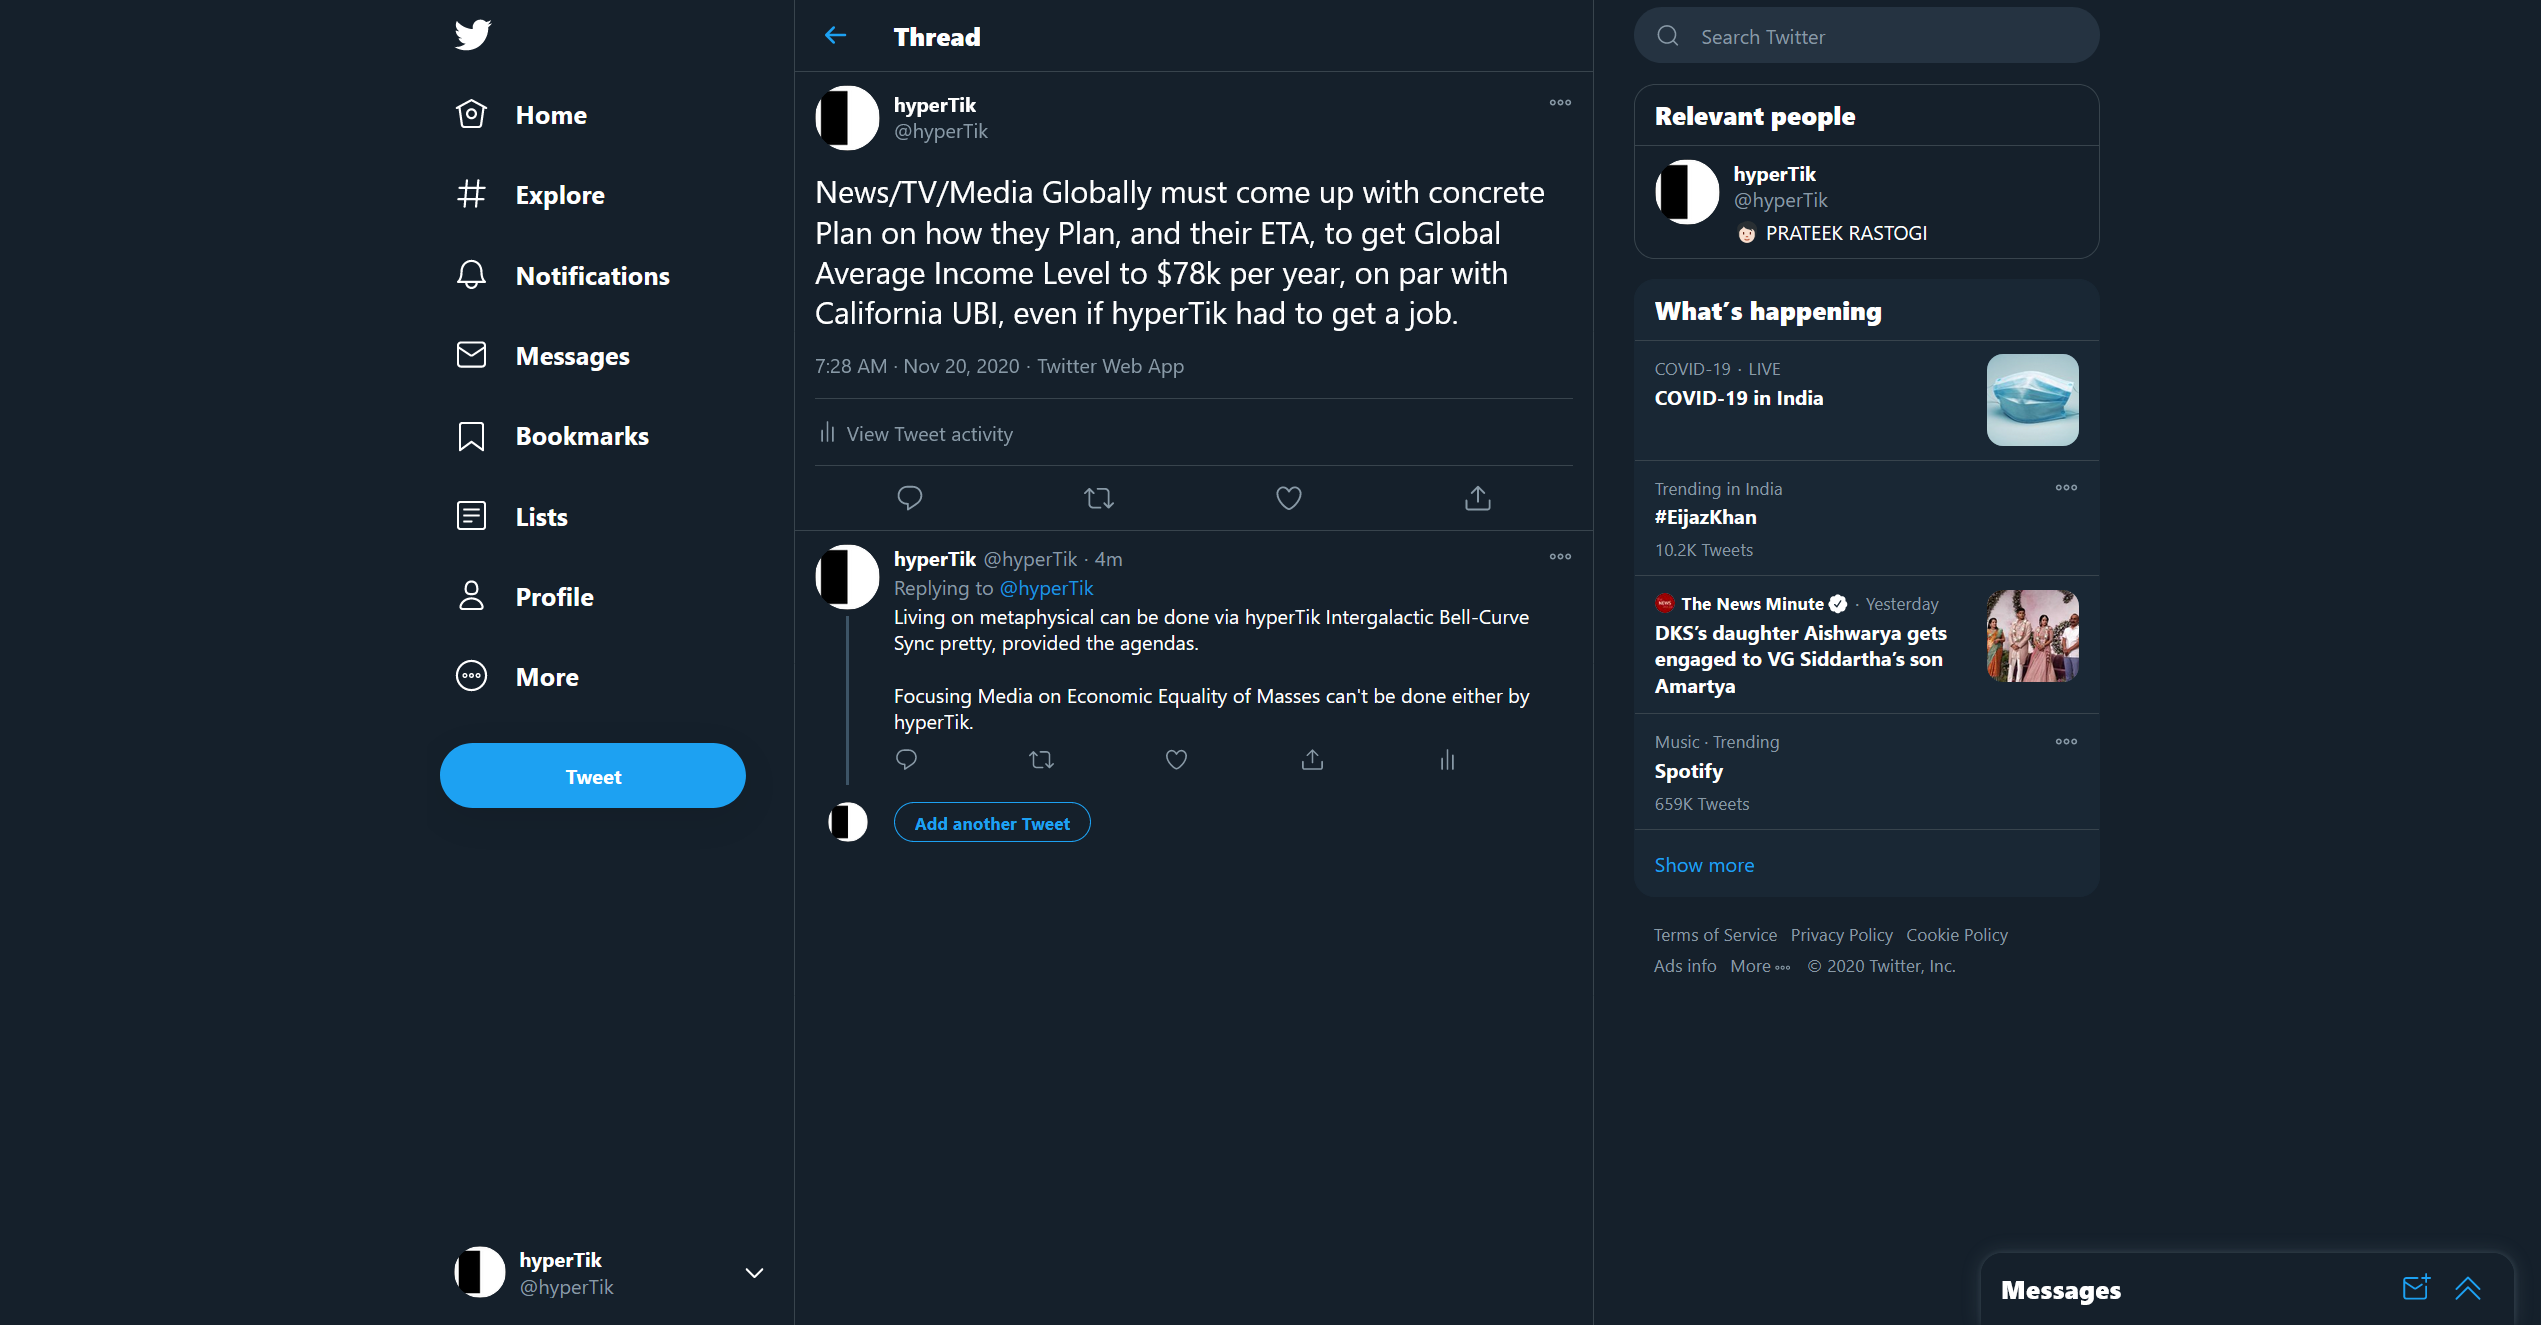 Home
Explore
Notifications
Messages
Bookmarks
Lists
Profile
More
Tweet
hyperTik
@hyperTik
Thread
hyperTik
@hyperTik
News/TV/Media Globally must come up with concrete
Plan on how they Plan, and their ETA, to get Global
Average Income Level to $78k per year, on par with
California UBI, even if hyperTik had to get a job.
7:28 AM · Nov 20, 2020 · Twitter Web App
View Tweet activity
hyperTik @hyperTik · 4m
Replying to @hyperTik
Living on metaphysical can be done via hyperTik Intergalactic Bell-Curve
Sync pretty, provided the agendas.
Focusing Media on Economic Equality of Masses can't be done either by
hyperTik.
Add another Tweet
Search Twitter
Relevant people
hyperTik
@hyperTik
PRATEEK RASTOGI
What's happening
COVID-19 · LIVE
COVID-19 in India
Trending in India
#EijazKhan
10.2K Tweets
NEWS The News Minute · Yesterday
DKS's daughter Aishwarya gets
engaged to VG Siddartha's son
Amartya
Music · Trending
Spotify
659K Tweets
Show more
Terms of Service Privacy Policy Cookie Policy
Ads info More © 2020 Twitter, Inc.
Messages